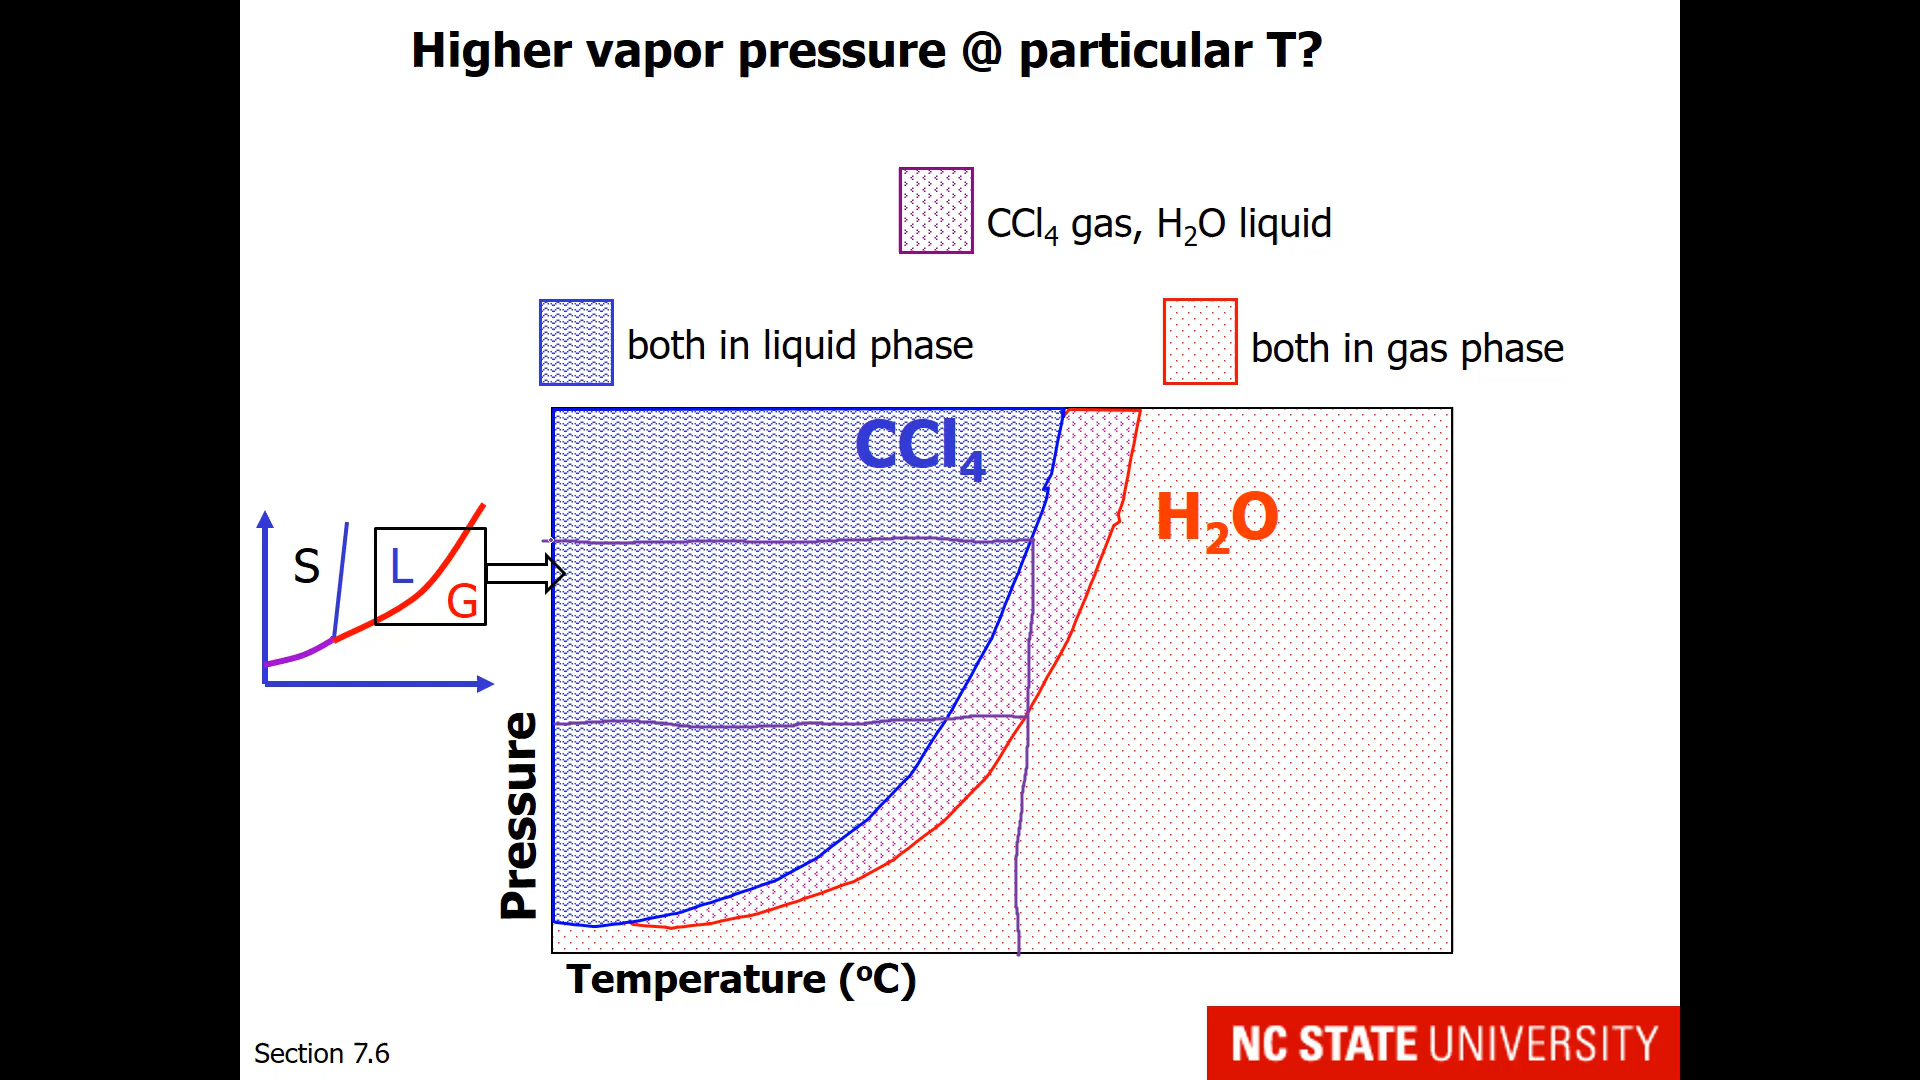 Higher vapor pressure @ particular T?
CCl₄ gas, H₂O liquid
both in liquid phase
both in gas phase
CCl₄
H₂O
S
L
G
Pressure
Temperature (ºC)
Section 7.6
NC STATE UNIVERSITY